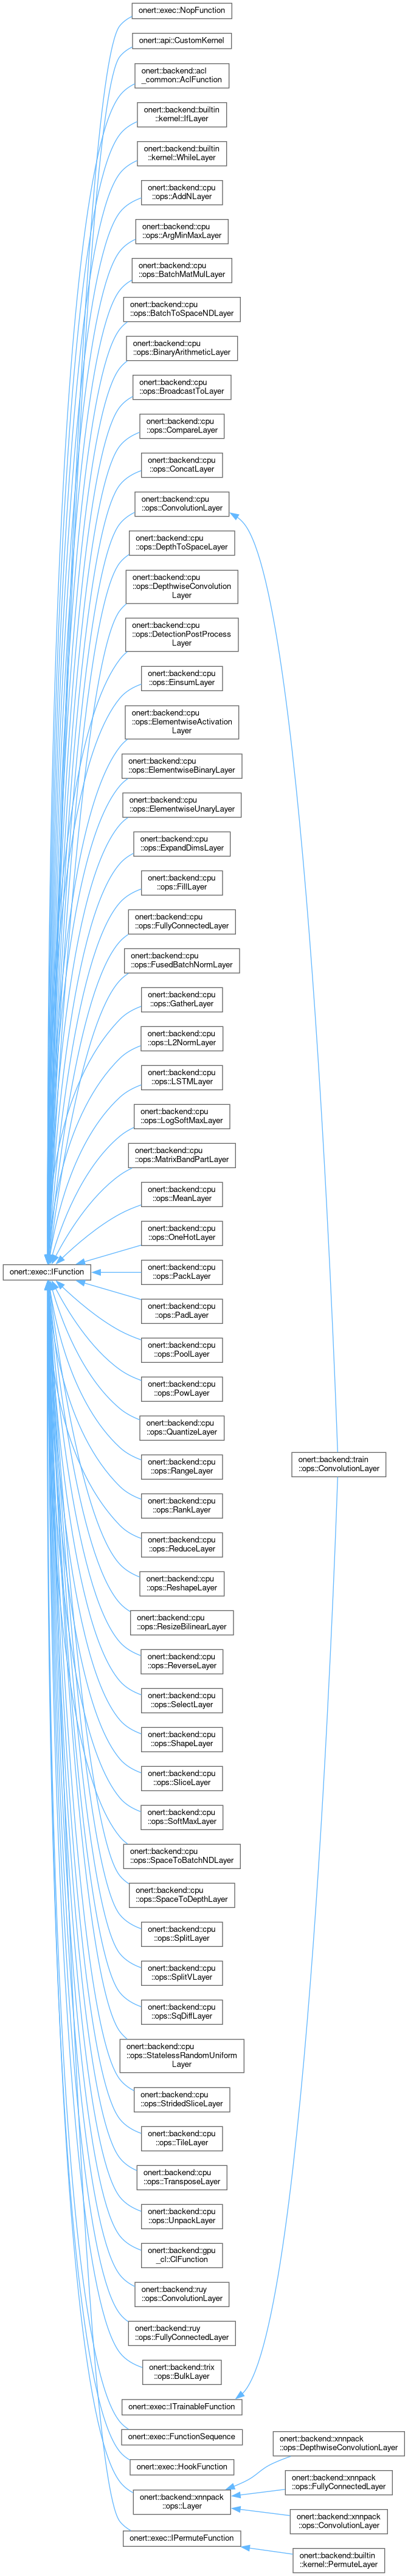 onert::exec::NopFunction
onert::api::CustomKernel
onert::backend::acl
_common::AclFunction
onert::backend::builtin
::kernel::IfLayer
onert::backend::builtin
::kernel::WhileLayer
onert::backend::cpu
::ops::AddNLayer
onert::backend::cpu
::ops::ArgMinMaxLayer
onert::backend::cpu
::ops::BatchMatMulLayer
onert::backend::cpu
::ops::BatchToSpaceNDLayer
onert::backend::cpu
::ops::BinaryArithmeticLayer
onert::backend::cpu
::ops::BroadcastToLayer
onert::backend::cpu
::ops::CompareLayer
onert::backend::cpu
::ops::ConcatLayer
onert::backend::cpu
::ops::ConvolutionLayer
onert::backend::cpu
::ops::DepthToSpaceLayer
onert::backend::cpu
::ops::DepthwiseConvolution
Layer
onert::backend::cpu
::ops::DetectionPostProcess
Layer
onert::backend::cpu
::ops::EinsumLayer
onert::backend::cpu
::ops::ElementwiseActivation
Layer
onert::backend::cpu
::ops::ElementwiseBinaryLayer
onert::backend::cpu
::ops::ElementwiseUnaryLayer
onert::backend::cpu
::ops::ExpandDimsLayer
onert::backend::cpu
::ops::FillLayer
onert::backend::cpu
::ops::FullyConnectedLayer
onert::backend::cpu
::ops::FusedBatchNormLayer
onert::backend::cpu
::ops::GatherLayer
onert::backend::cpu
::ops::L2NormLayer
onert::backend::cpu
::ops::LSTMLayer
onert::backend::cpu
::ops::LogSoftMaxLayer
onert::backend::cpu
::ops::MatrixBandPartLayer
onert::backend::cpu
::ops::MeanLayer
onert::backend::cpu
::ops::OneHotLayer
onert::exec::IFunction
onert::backend::cpu
::ops::PackLayer
onert::backend::cpu
::ops::PadLayer
onert::backend::cpu
::ops::PoolLayer
onert::backend::cpu
::ops::PowLayer
onert::backend::cpu
::ops::QuantizeLayer
onert::backend::cpu
::ops::RangeLayer
onert::backend::train
::ops::ConvolutionLayer
onert::backend::cpu
::ops::RankLayer
onert::backend::cpu
::ops::ReduceLayer
onert::backend::cpu
::ops::ReshapeLayer
onert::backend::cpu
::ops::ResizeBilinearLayer
onert::backend::cpu
::ops::ReverseLayer
onert::backend::cpu
::ops::SelectLayer
onert::backend::cpu
::ops::ShapeLayer
onert::backend::cpu
::ops::SliceLayer
onert::backend::cpu
::ops::SoftMaxLayer
onert::backend::cpu
::ops::SpaceToBatchNDLayer
onert::backend::cpu
::ops::SpaceToDepthLayer
onert::backend::cpu
::ops::SplitLayer
onert::backend::cpu
::ops::SplitVLayer
onert::backend::cpu
::ops::SqDiffLayer
onert::backend::cpu
::ops::StatelessRandomUniform
Layer
onert::backend::cpu
::ops::StridedSliceLayer
onert::backend::cpu
::ops::TileLayer
onert::backend::cpu
::ops::TransposeLayer
onert::backend::cpu
::ops::UnpackLayer
onert::backend::gpu
_cl::ClFunction
onert::backend::ruy
::ops::ConvolutionLayer
onert::backend::ruy
::ops::FullyConnectedLayer
onert::backend::trix
::ops::BulkLayer
onert::exec::ITrainableFunction
onert::exec::FunctionSequence
onert::exec::HookFunction
onert::backend::xnnpack
::ops::Layer
onert::exec::IPermuteFunction
onert::backend::xnnpack
::ops::DepthwiseConvolutionLayer
onert::backend::xnnpack
::ops::FullyConnectedLayer
onert::backend::xnnpack
::ops::ConvolutionLayer
onert::backend::builtin
::kernel::PermuteLayer